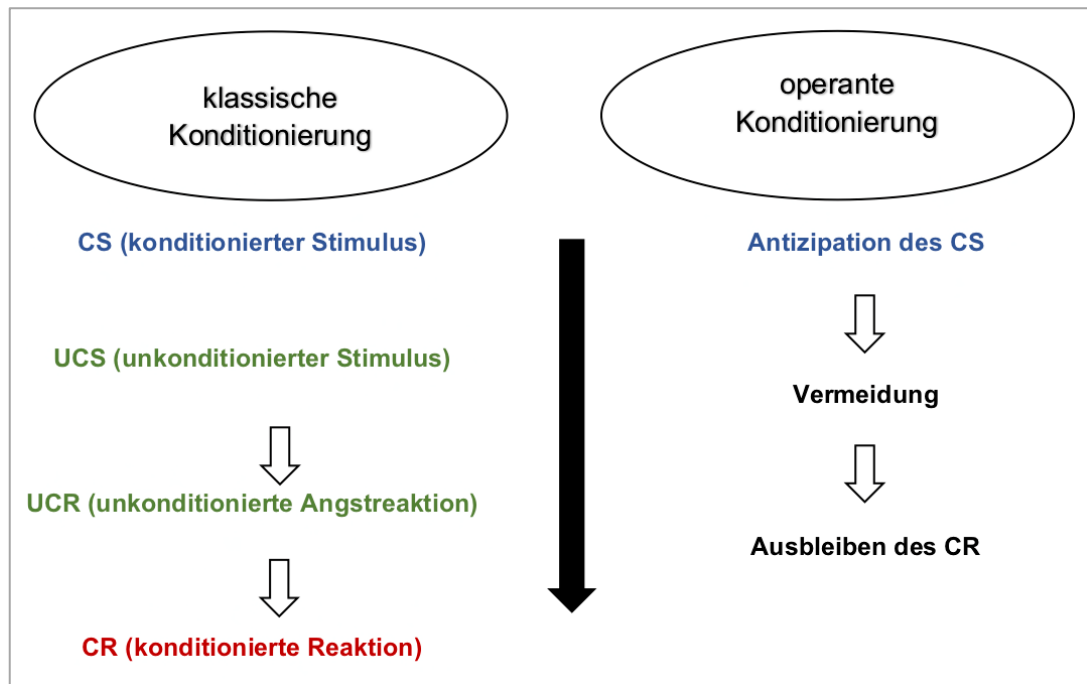 klassische
Konditionierung
CS (konditionierter Stimulus)
UCS (unkonditionierter Stimulus)
UCR (unkonditionierte Angstreaktion)
CR (konditionierte Reaktion)
operante
Konditionierung
Antizipation des CS
Vermeidung
Ausbleiben des CR